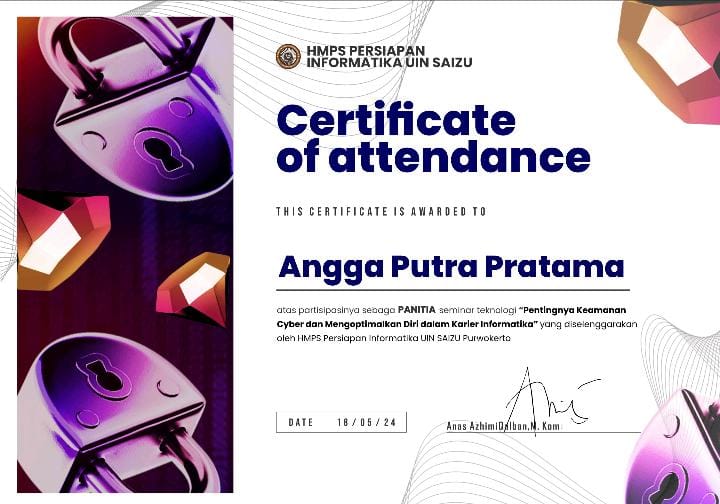 HMPS PERSIAPAN
INFORMATIKA UIN SAIZU
Certificate
of attendance
THIS CERTIFICATE IS AWARDED TO
Angga Putra Pratama
atas partisipasinya sebaga PANITIA seminar teknologi “Pentingnya Keamanan
Cyber dan Mengoptimalkan Diri dalam Karier Informatika” yang diselenggarakan
oleh HMPS Persiapan Informatika UIN SAIZU Purwokerto
DATE 16/05/24
Anas Azhimi M. Kom